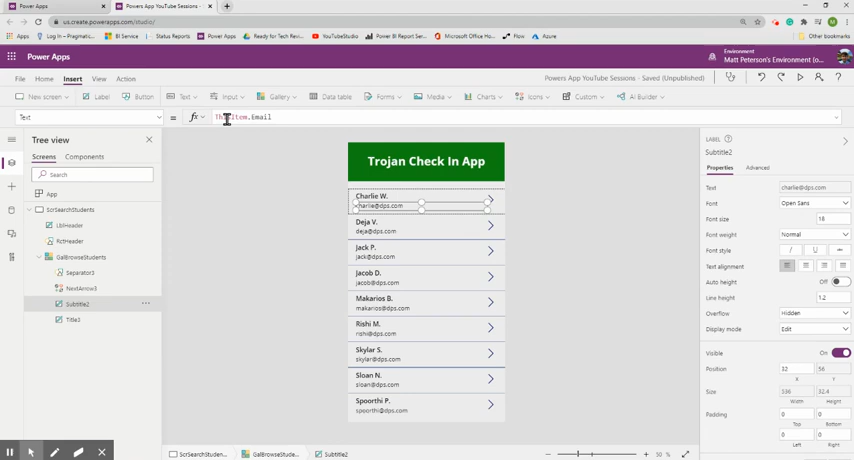 Power Apps
Powers App YouTube Sessions -
us.create.powerapps.com/studio/
Apps
Log In ‹ Pragmatic...
BI Service
Status Reports
Power Apps
Ready for Tech Rev...
YouTubeStudio
Power BI Report Ser...
Microsoft Office Ho...
Flow
Azure
Other bookmarks
Power Apps
Environment
Matt Peterson's Environment (o...
File
Home
Insert
View
Action
Powers App YouTube Sessions - Saved (Unpublished)
New screen
Label
Button
Text
Input
Gallery
Data table
Forms
Media
Charts
Icons
Custom
AI Builder
Text
=
fx
ThisItem.Email
Tree view
Screens
Components
Search
App
ScrSearchStudents
LblHeader
RctHeader
GalBrowseStudents
Separator3
NextArrow3
Subtitle2
Title3
Trojan Check In App
Charlie W.
charlie@dps.com
Deja V.
deja@dps.com
Jack P.
jack@dps.com
Jacob D.
jacob@dps.com
Makarios B.
makarios@dps.com
Rishi M.
rishi@dps.com
Skylar S.
skylar@dps.com
Sloan N.
sloan@dps.com
Spoorthi P.
spoorthi@dps.com
LABEL
Subtitle2
Properties
Advanced
Text
charlie@dps.com
Font
Open Sans
Font size
18
Font weight
Normal
Font style
Text alignment
Auto height
Off
Line height
1.2
Overflow
Hidden
Display mode
Edit
Visible
On
Position
32
56
X
Y
Size
536
32.4
Width
Height
Padding
0
0
Top
Bottom
0
0
Left
Right
ScrSearchStuden...
GalBrowseStude...
Subtitle2
50 %